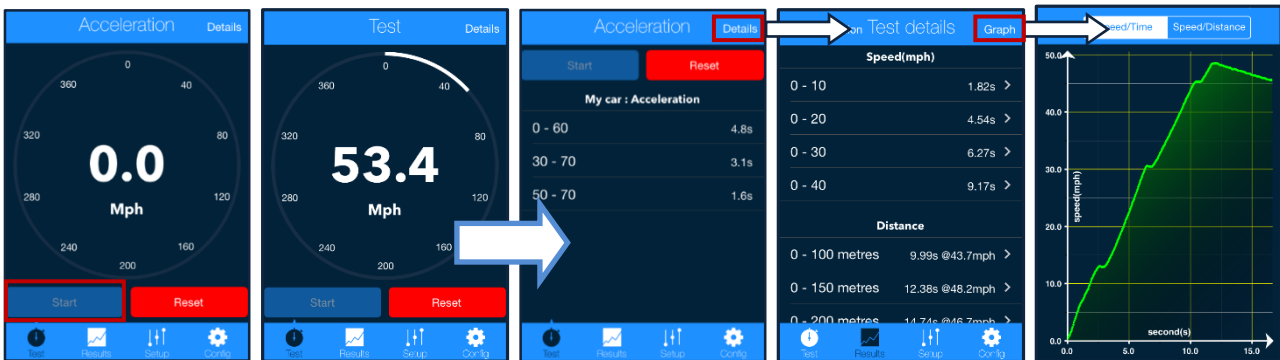 Acceleration Details
0
360 40
320 80
0.0
280 120
Mph
240 160
200
Start Reset
Test Results Setup Config
Test Details
0
360 40
320 80
53.4
280 120
Mph
240 160
200
Start Reset
Test Results Setup Config
Acceleration Details
Start Reset
My car : Acceleration
0 - 60 4.8s
30 - 70 3.1s
50 - 70 1.6s
Test Results Setup Config
Test details Graph
Speed(mph)
0 - 10 1.82s >
0 - 20 4.54s >
0 - 30 6.27s >
0 - 40 9.17s >
Distance
0 - 100 metres 9.99s @43.7mph >
0 - 150 metres 12.38s @48.2mph >
0 - 200 metres 14.74s @46.7mph >
Test Results Setup Config
Speed/Distance
50.0
30.0
20.0
10.0
0.0
speed(mph)
second(s)
0.0 5.0 10.0 15.0